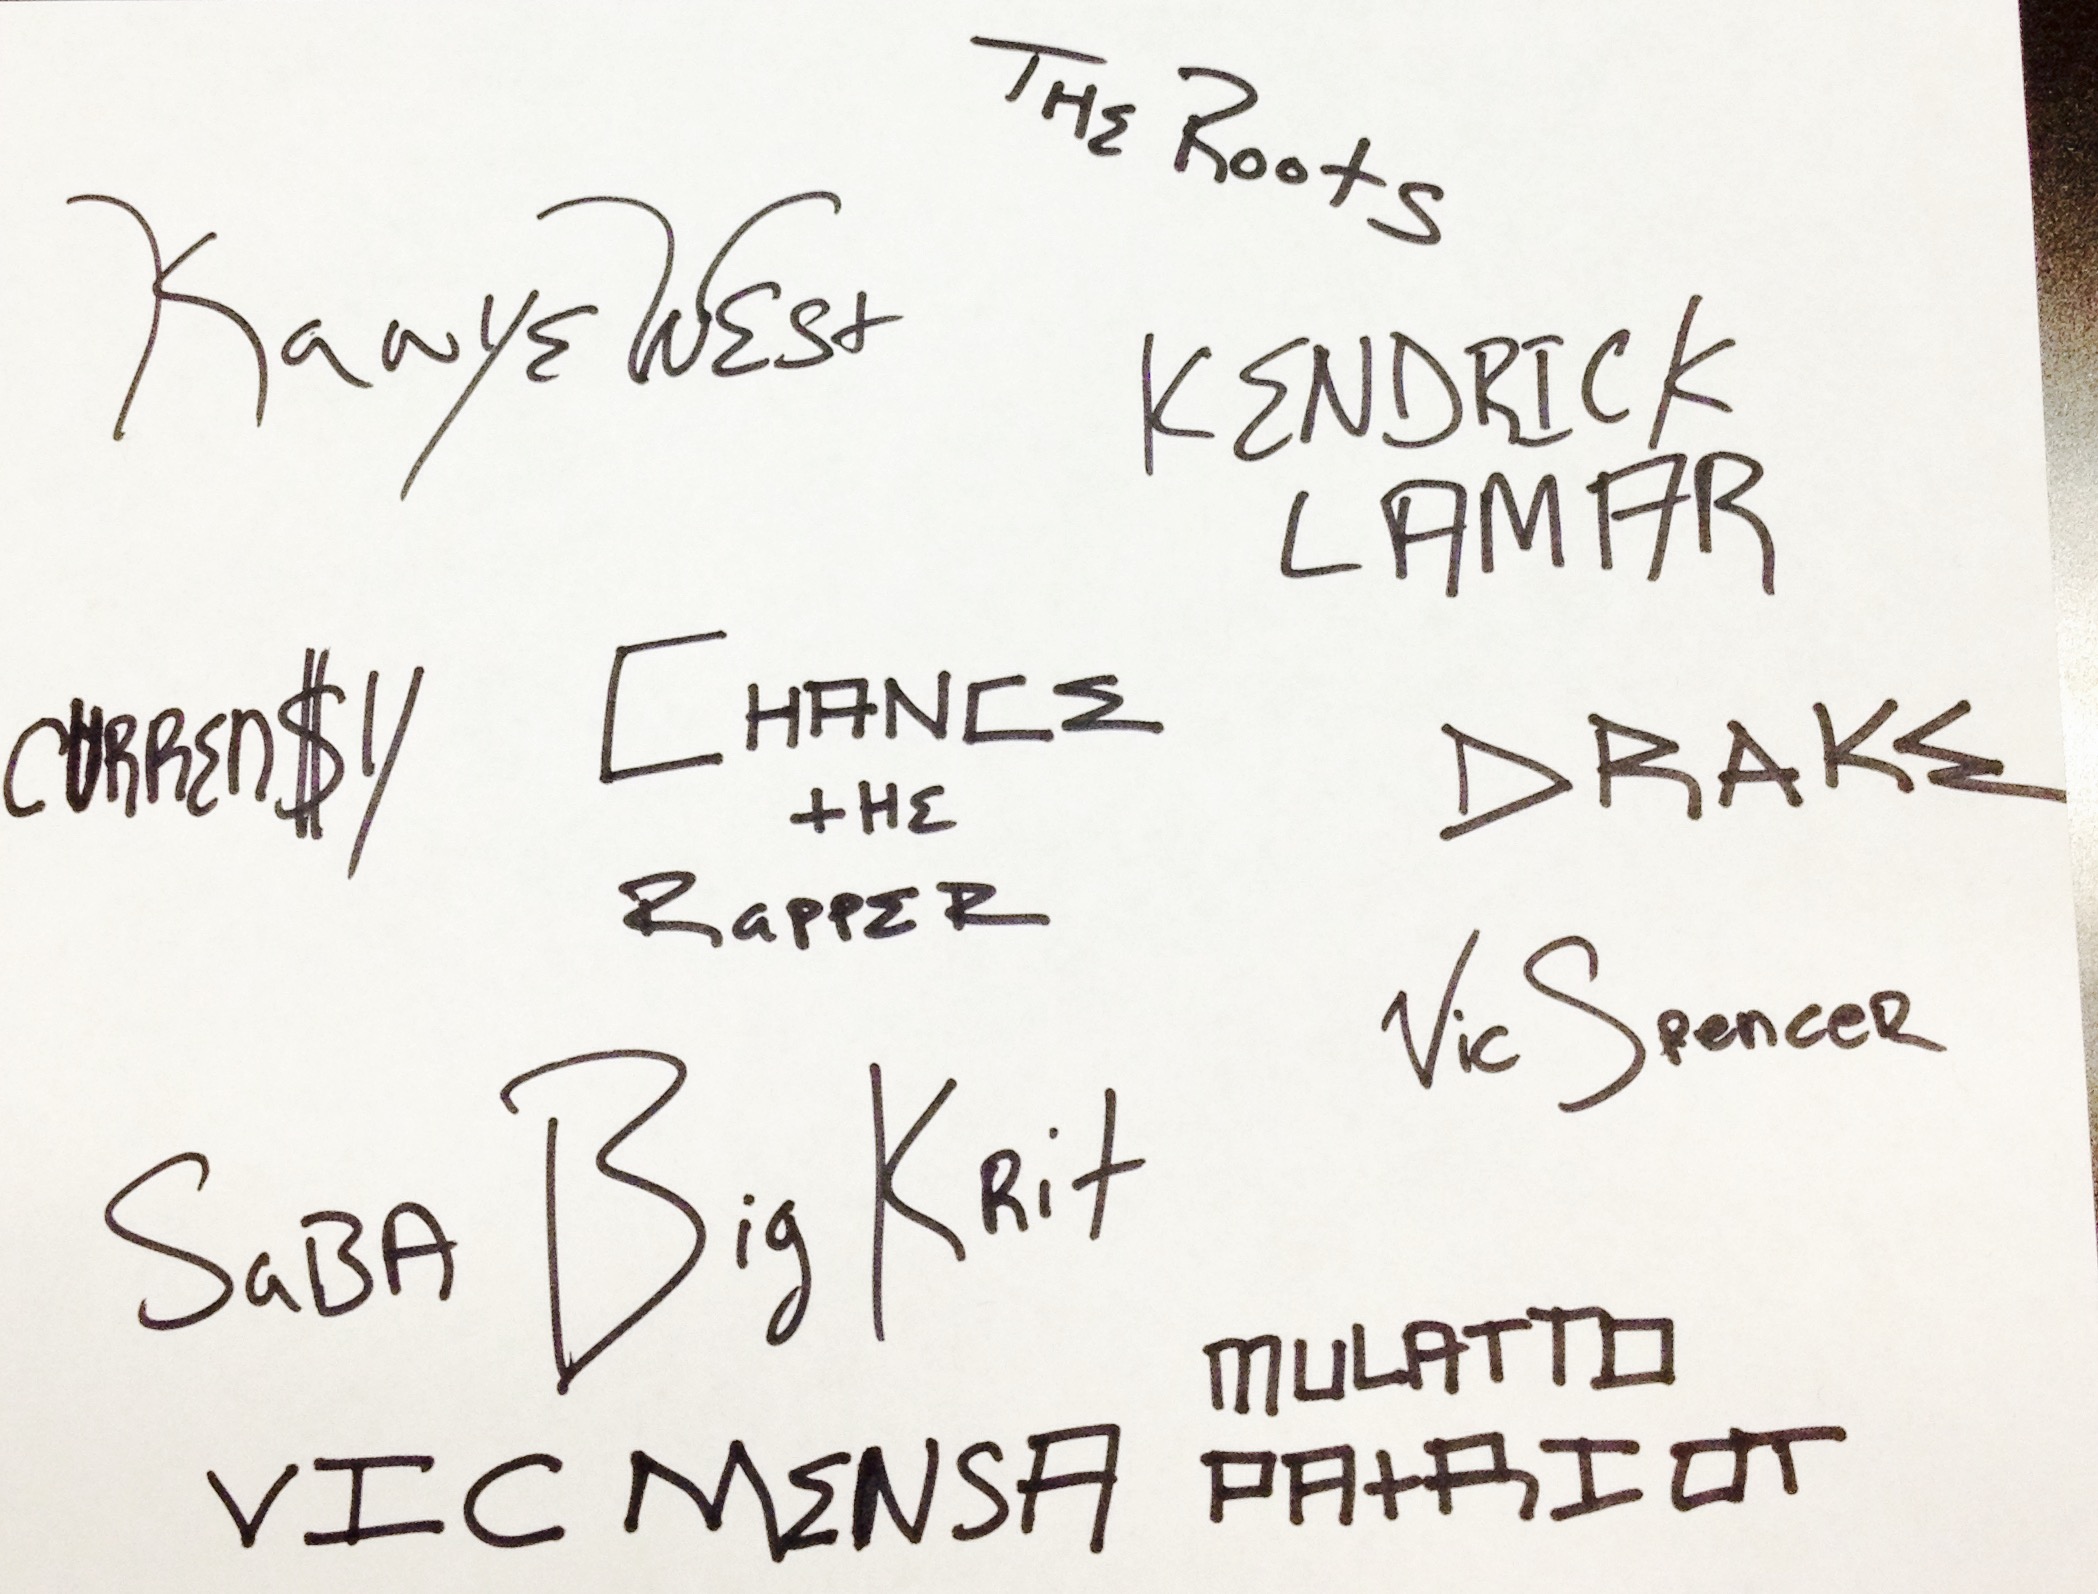 THE Roots
Kanye West
KENDRICK
LAMAR
CURREN$Y
CHANCE
tHE
RaPPER
DRAKE
Vic Spencer
SaBA
Big KRit
MULATTO
PAtRIOT
VIC MENSA